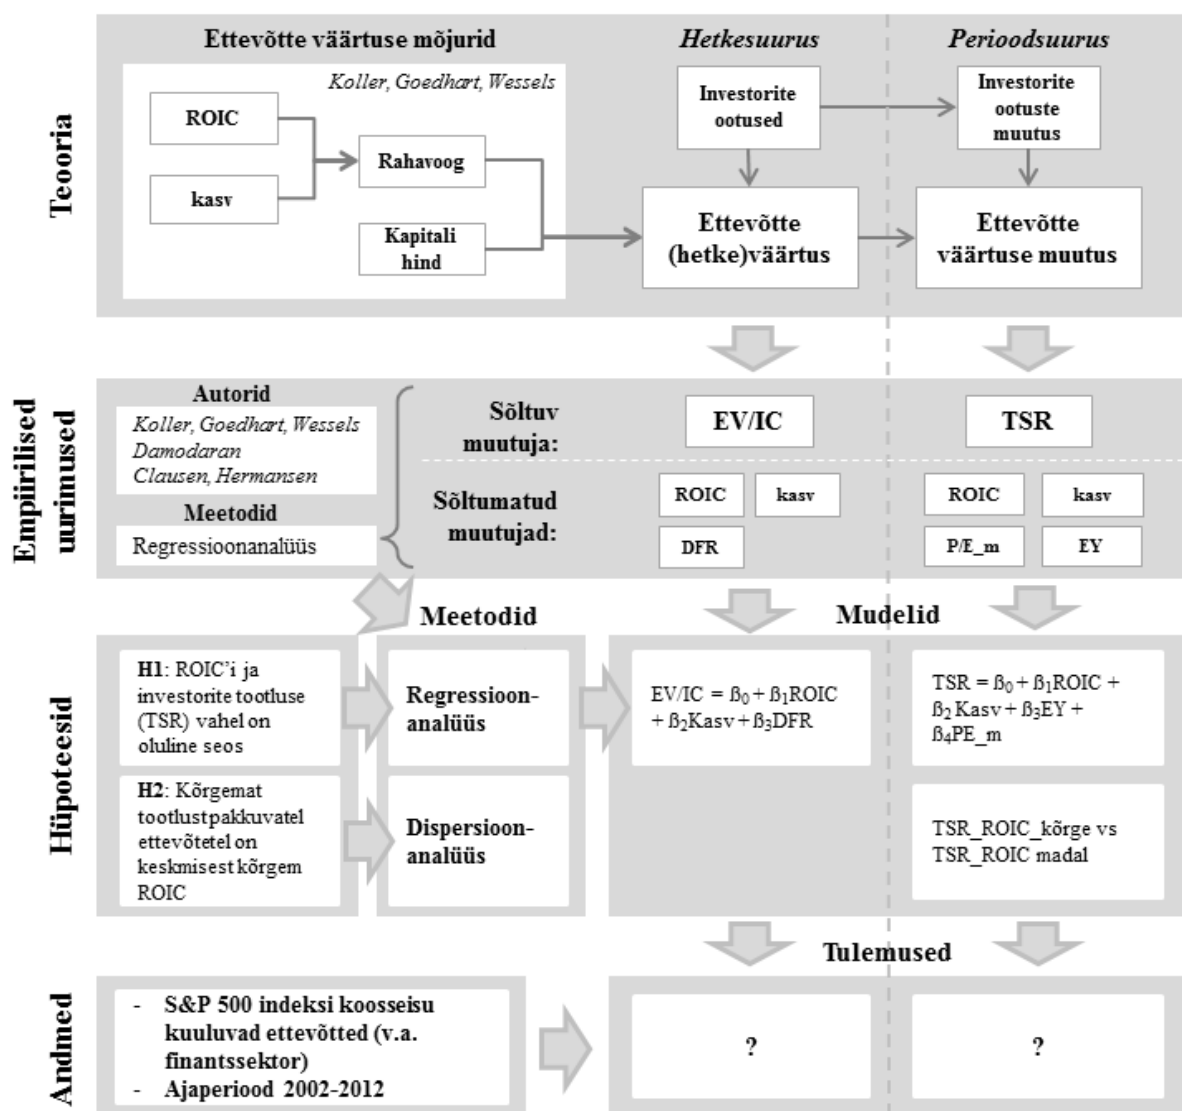 Teooria
Ettevõtte väärtuse mõjurid
Hetkesuurus
Perioodsuurus
Koller, Goedhart, Wessels
ROIC
kasv
Rahavoog
Kapitali
hind
Investorite
ootused
Investorite
ootuste
muutus
Ettevõtte
(hetke)väärtus
Ettevõtte
väärtuse muutus
Empiirilised
uurimused
Autorid
Koller, Goedhart, Wessels
Damodaran
Clausen, Hermansen
Meetodid
Regressioonanalüüs
Sõltuv
muutuja:
EV/IC
TSR
Sõltumatud
muutujad:
ROIC
kasv
DFR
ROIC
kasv
P/E_m
EY
Hüpoteesid
Meetodid
Mudelid
H1: ROIC’i ja
investorite tootluse
(TSR) vahel on
oluline seos
Regressioon-
analüüs
EV/IC = ß₀ + ß₁ROIC
+ ß₂Kasv + ß₃DFR
TSR = ß₀ + ß₁ROIC +
ß₂ Kasv + ß₃EY +
ß₄PE_m
H2: Kõrgemat
tootlustpakkuvatel
ettevõtetel on
keskmisest kõrgem
ROIC
Dispersioon-
analüüs
TSR_ROIC_kõrge vs
TSR_ROIC madal
Tulemused
Andmed
- S&P 500 indeksi koosseisu
kuuluvad ettevõtted (v.a.
finantssektor)
- Ajaperiood 2002-2012
?
?